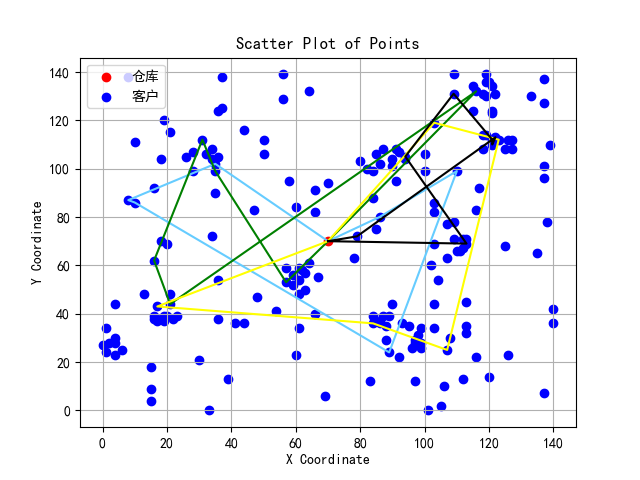 Scatter Plot of Points
仓库
客户
140
120
100
80
60
40
20
0
Y Coordinate
0 20 40 60 80 100 120 140
X Coordinate